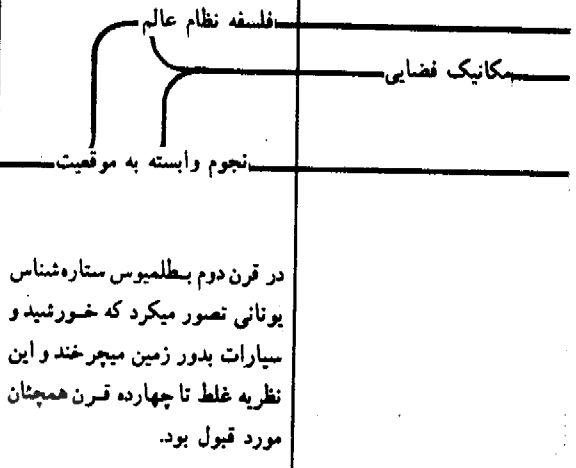 فلسفه نظام عالم
مکانیک فضایی
نجوم وابسته به موقعیت
در قرن دوم بطلمیوس ستاره‌شناس
یونانی تصور میکرد که خورشید و
سیارات بدور زمین میچرخند و این
نظریه غلط تا چهارده قرن همچنان
مورد قبول بود.